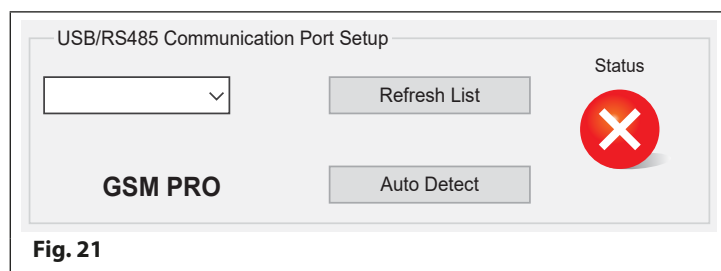 USB/RS485 Communication Port Setup
Status
Refresh List
GSM PRO
Auto Detect
Fig. 21